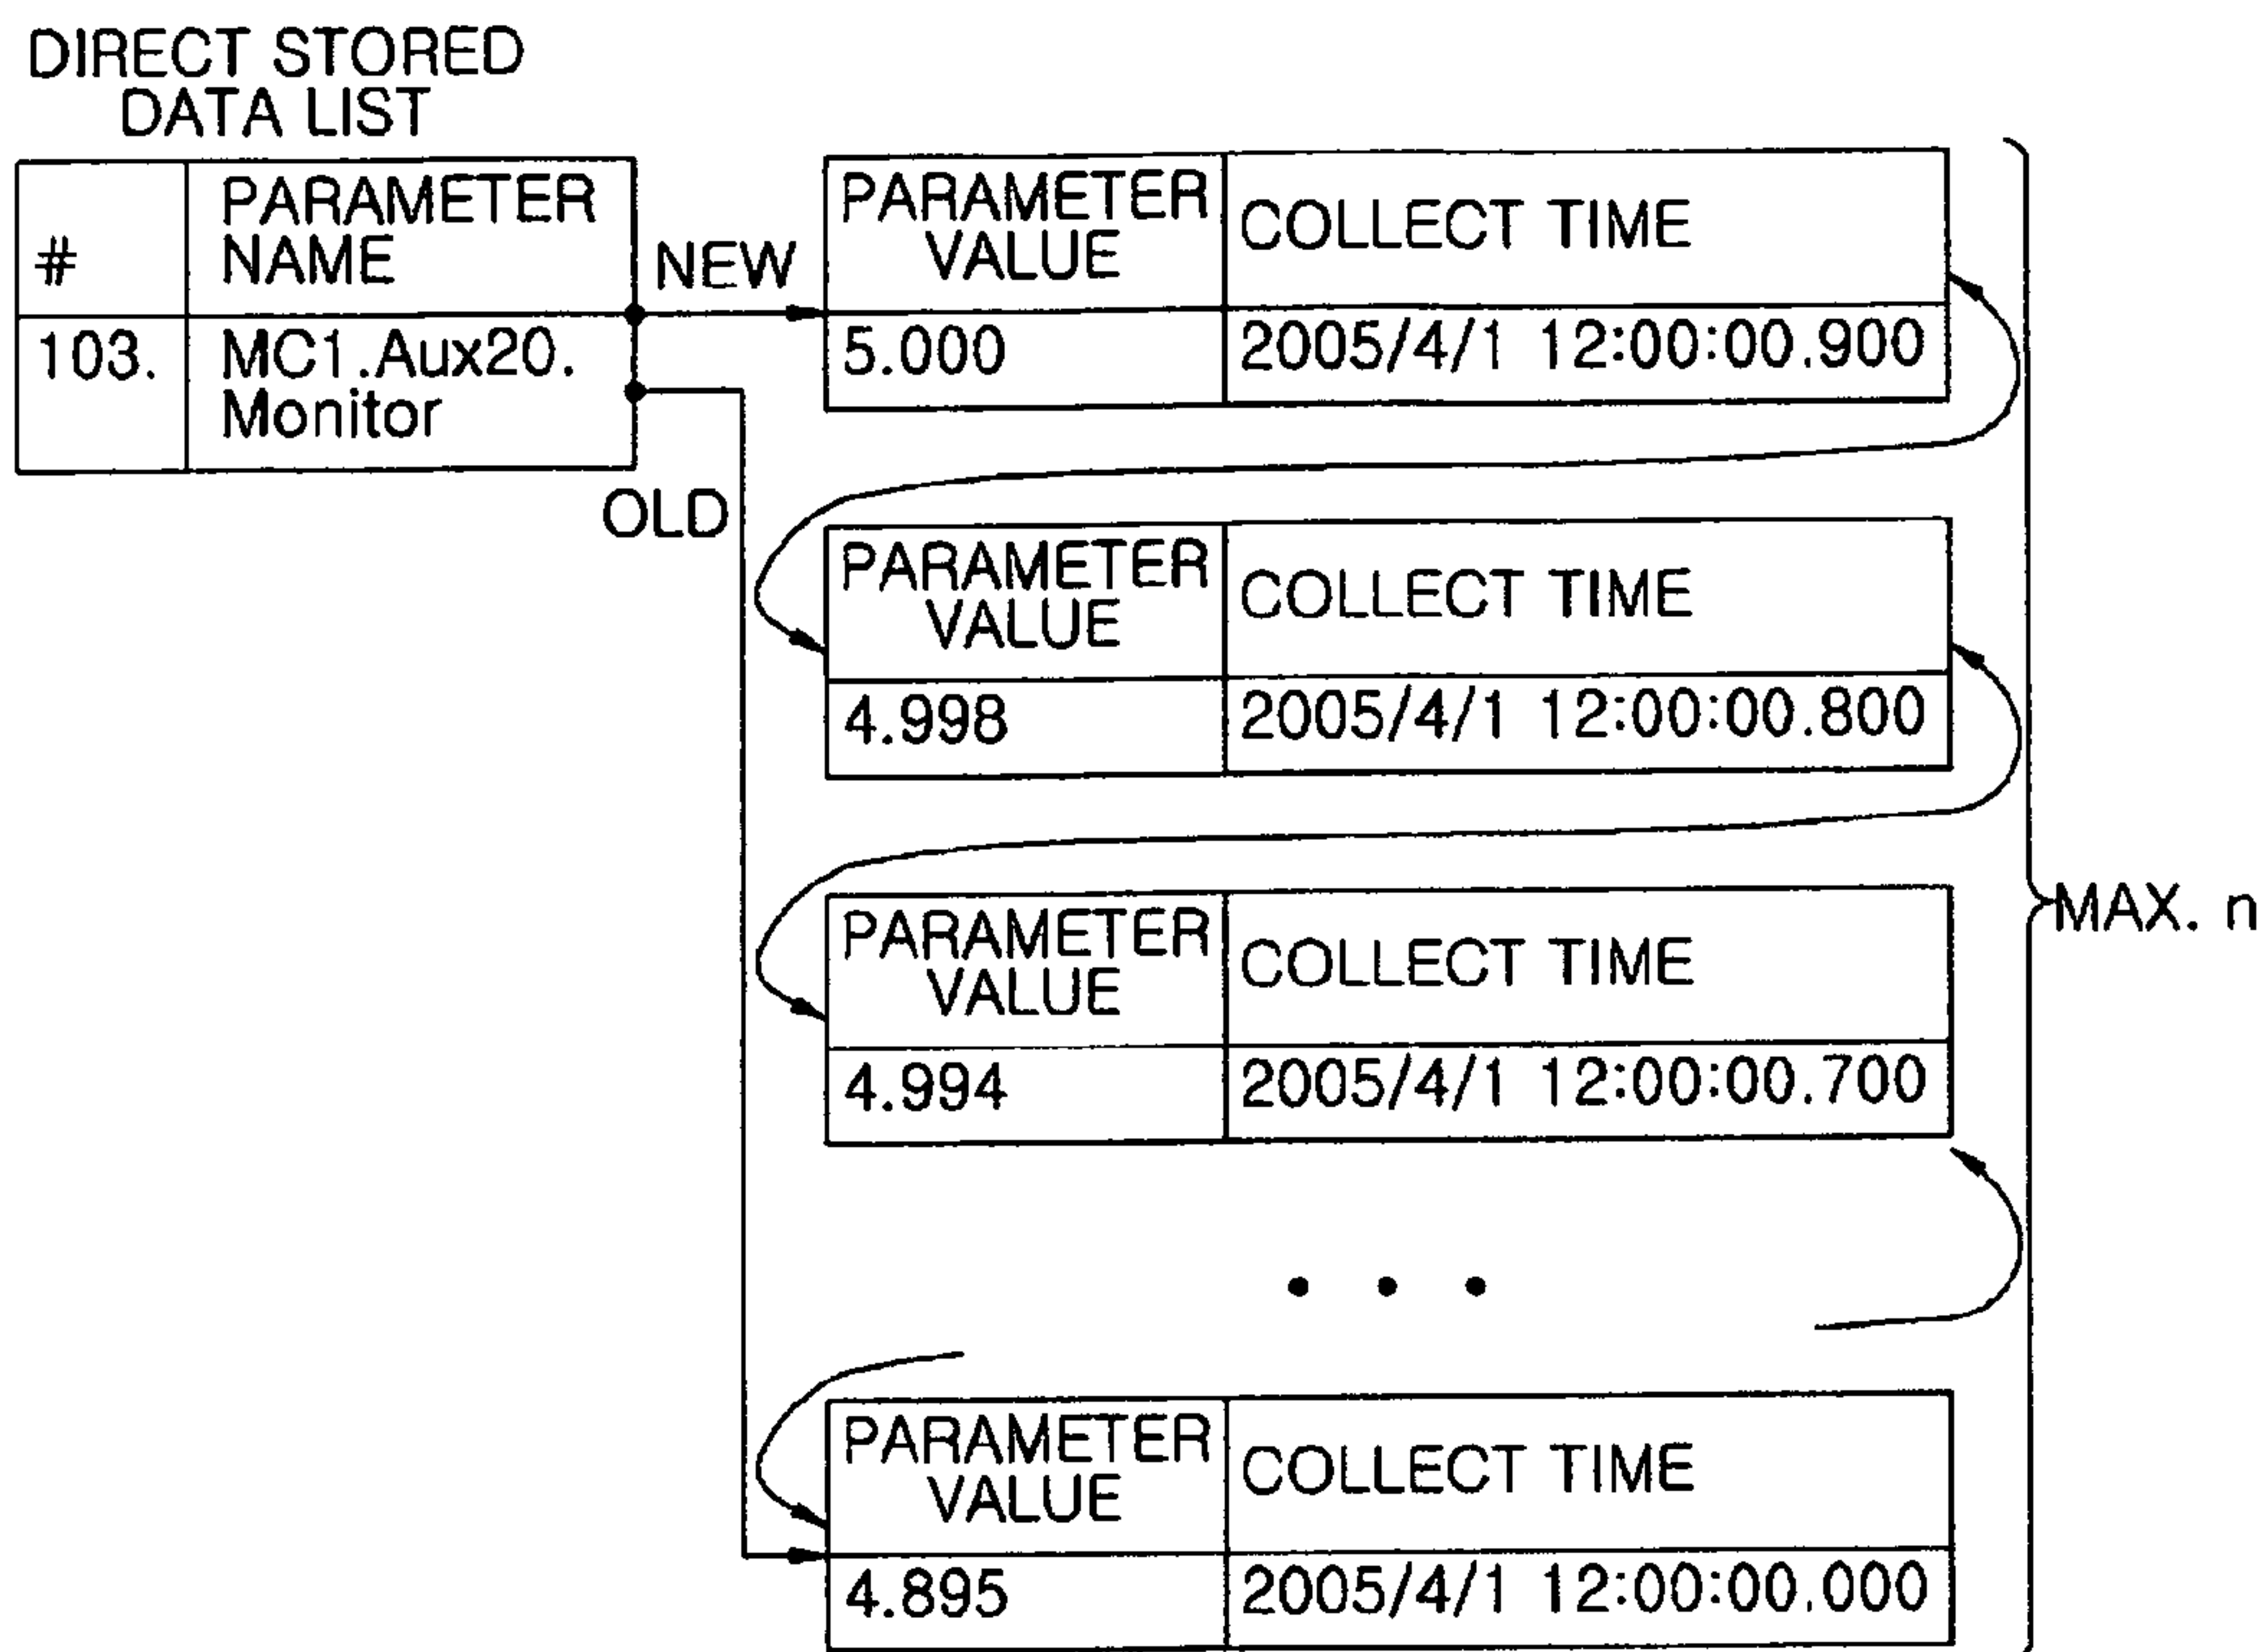 DIRECT STORED
DATA LIST
#
PARAMETER
NAME
103.
MC1.Aux20.
Monitor
NEW
OLD
PARAMETER
VALUE
COLLECT TIME
5.000
2005/4/1 12:00:00.900
PARAMETER
VALUE
COLLECT TIME
4.998
2005/4/1 12:00:00.800
PARAMETER
VALUE
COLLECT TIME
4.994
2005/4/1 12:00:00.700
• • •
PARAMETER
VALUE
COLLECT TIME
4.895
2005/4/1 12:00:00.000
MAX. n